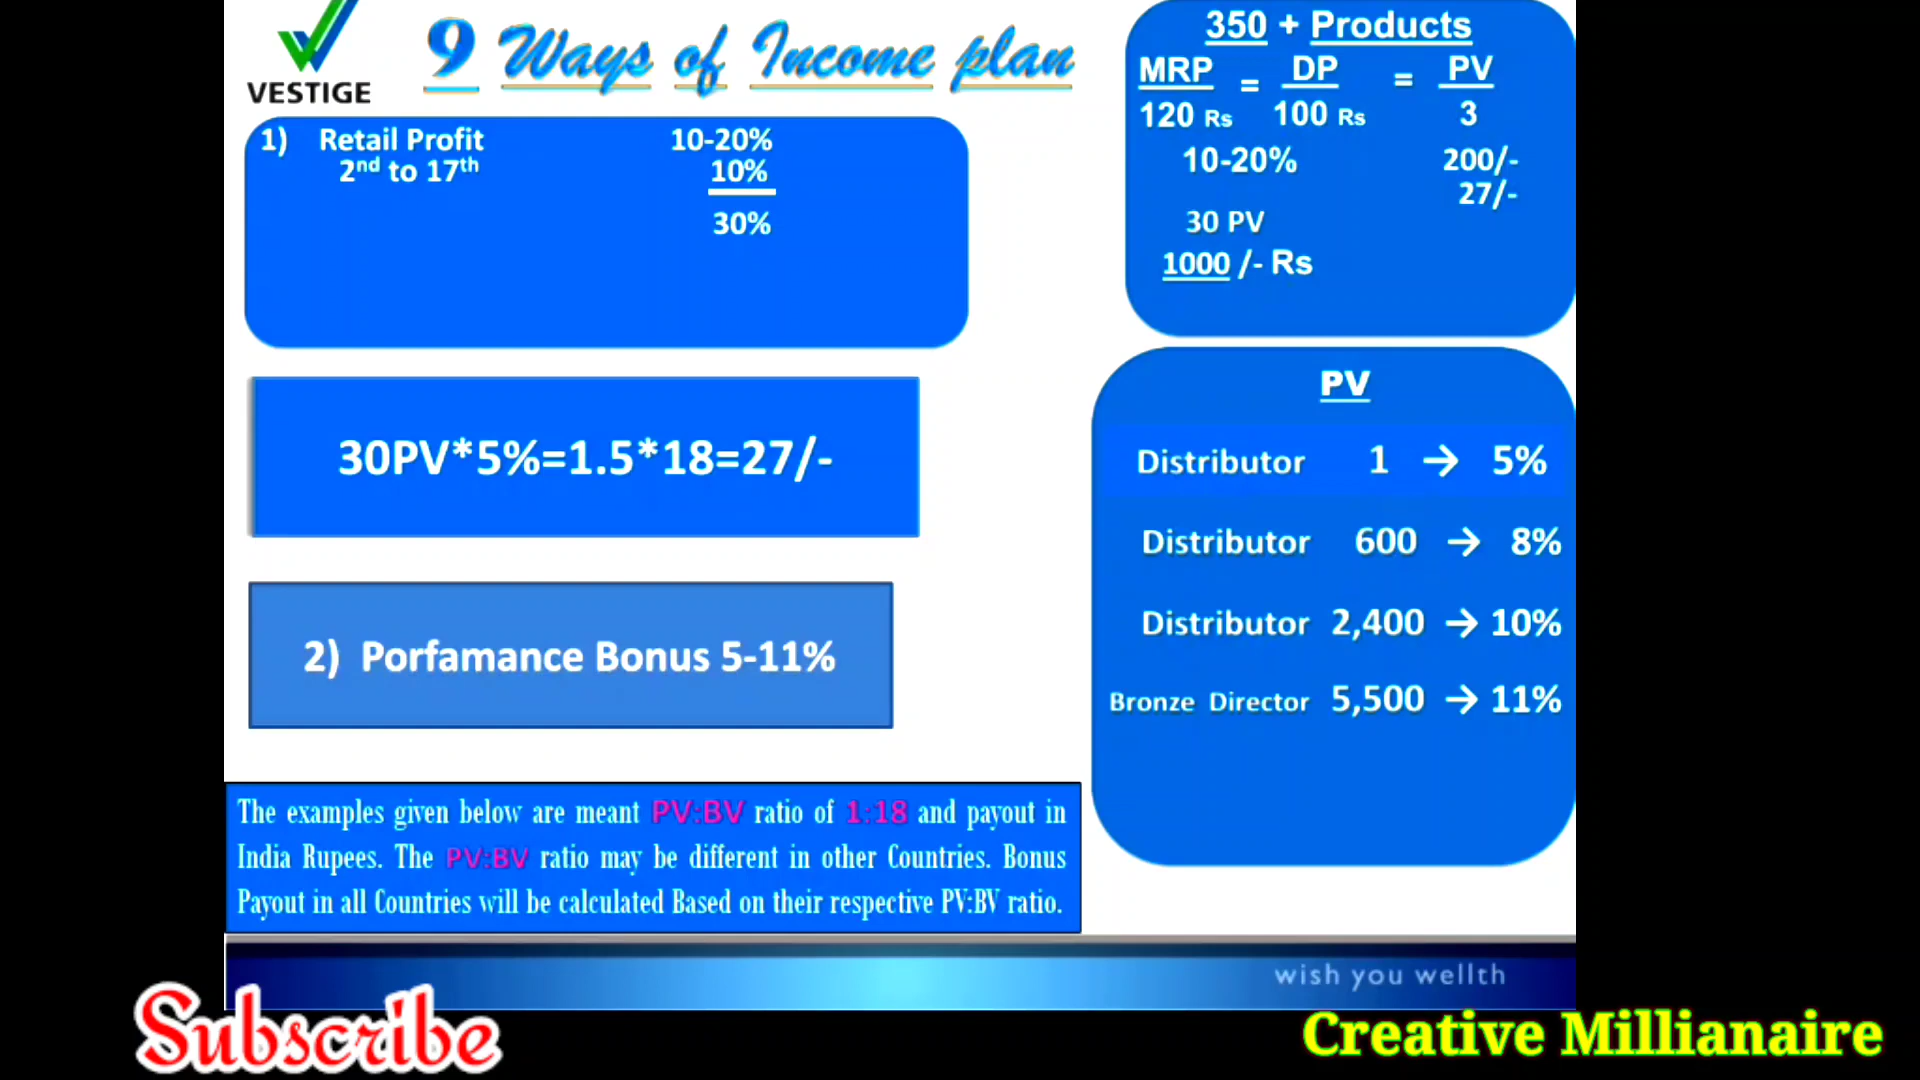 VESTIGE
9 Ways of Income plan
1) Retail Profit 10-20%
2nd to 17th 10%
30%
30PV*5%=1.5*18=27/-
2) Porfamance Bonus 5-11%
The examples given below are meant PV:BV ratio of 1:18 and payout in
India Rupees. The PV:BV ratio may be different in other Countries. Bonus
Payout in all Countries will be calculated Based on their respective PV:BV ratio.
350 + Products
MRP = DP = PV
120 Rs 100 Rs 3
10-20% 200/-
27/-
30 PV
1000 /- Rs
PV
Distributor 1 → 5%
Distributor 600 → 8%
Distributor 2,400 → 10%
Bronze Director 5,500 → 11%
wish you wellth
Subscribe
Creative Millianaire